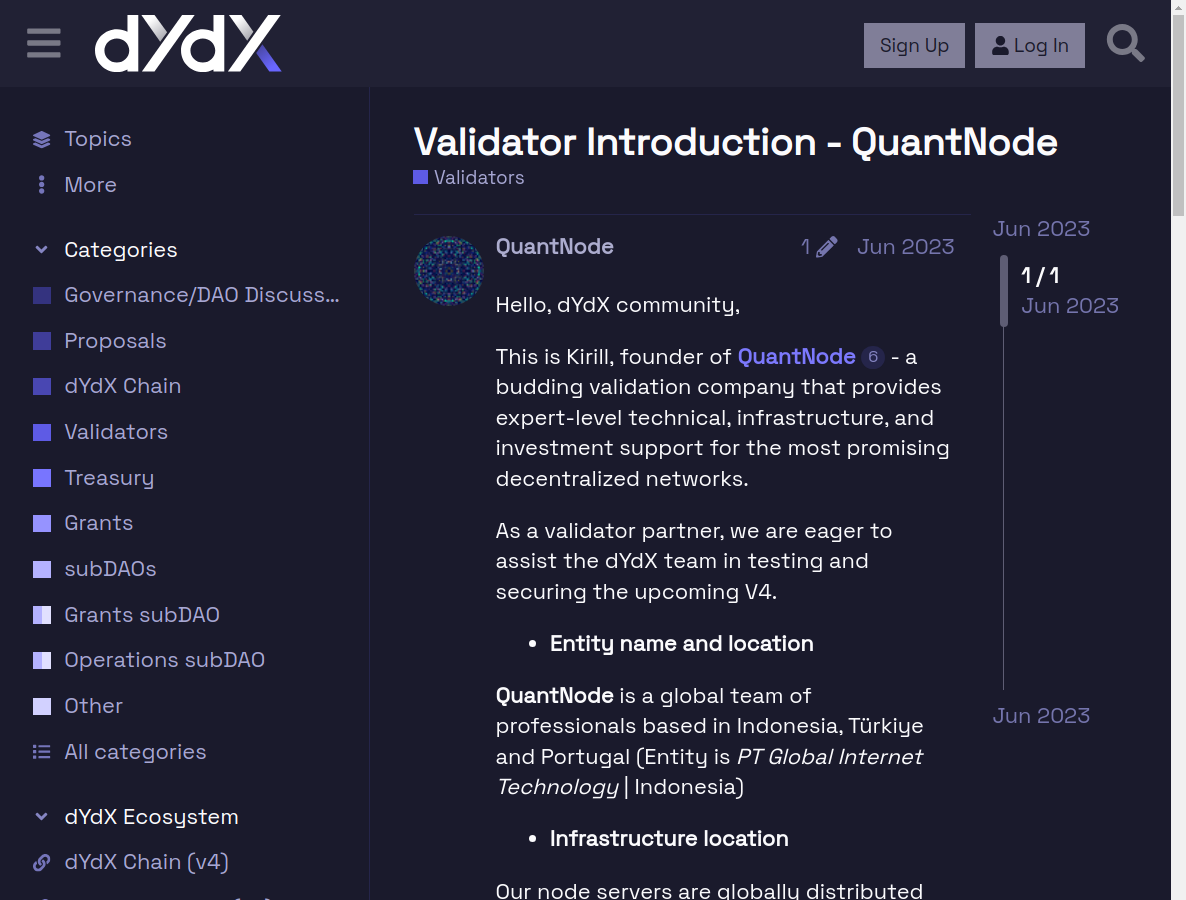 dYdX
Sign Up
Log In
Topics
More
Categories
Governance/DAO Discuss...
Proposals
dYdX Chain
Validators
Treasury
Grants
subDAOs
Grants subDAO
Operations subDAO
Other
All categories
dYdX Ecosystem
dYdX Chain (v4)
Validator Introduction - QuantNode
Validators
QuantNode 1 Jun 2023
Hello, dYdX community,
This is Kirill, founder of QuantNode 6 - a
budding validation company that provides
expert-level technical, infrastructure, and
investment support for the most promising
decentralized networks.
As a validator partner, we are eager to
assist the dYdX team in testing and
securing the upcoming V4.
• Entity name and location
QuantNode is a global team of
professionals based in Indonesia, Türkiye
and Portugal (Entity is PT Global Internet
Technology | Indonesia)
• Infrastructure location
Our node servers are globally distributed
Jun 2023
1 / 1
Jun 2023
Jun 2023